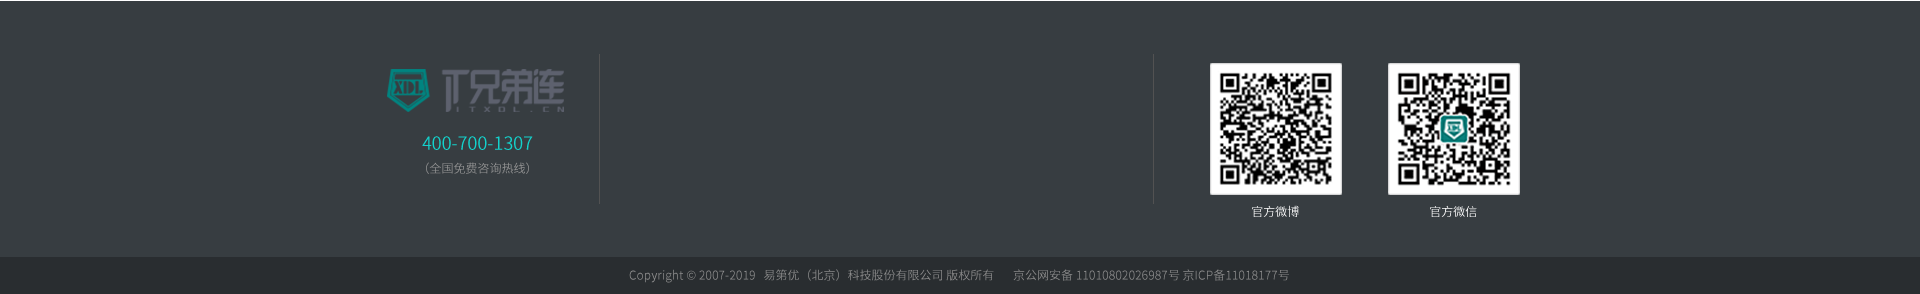 XDL IT兄弟连
ITXDL.CN
400-700-1307
（全国免费咨询热线）
官方微博
官方微信
Copyright © 2007-2019 易第优（北京）科技股份有限公司 版权所有 京公网安备 11010802026987号 京ICP备11018177号